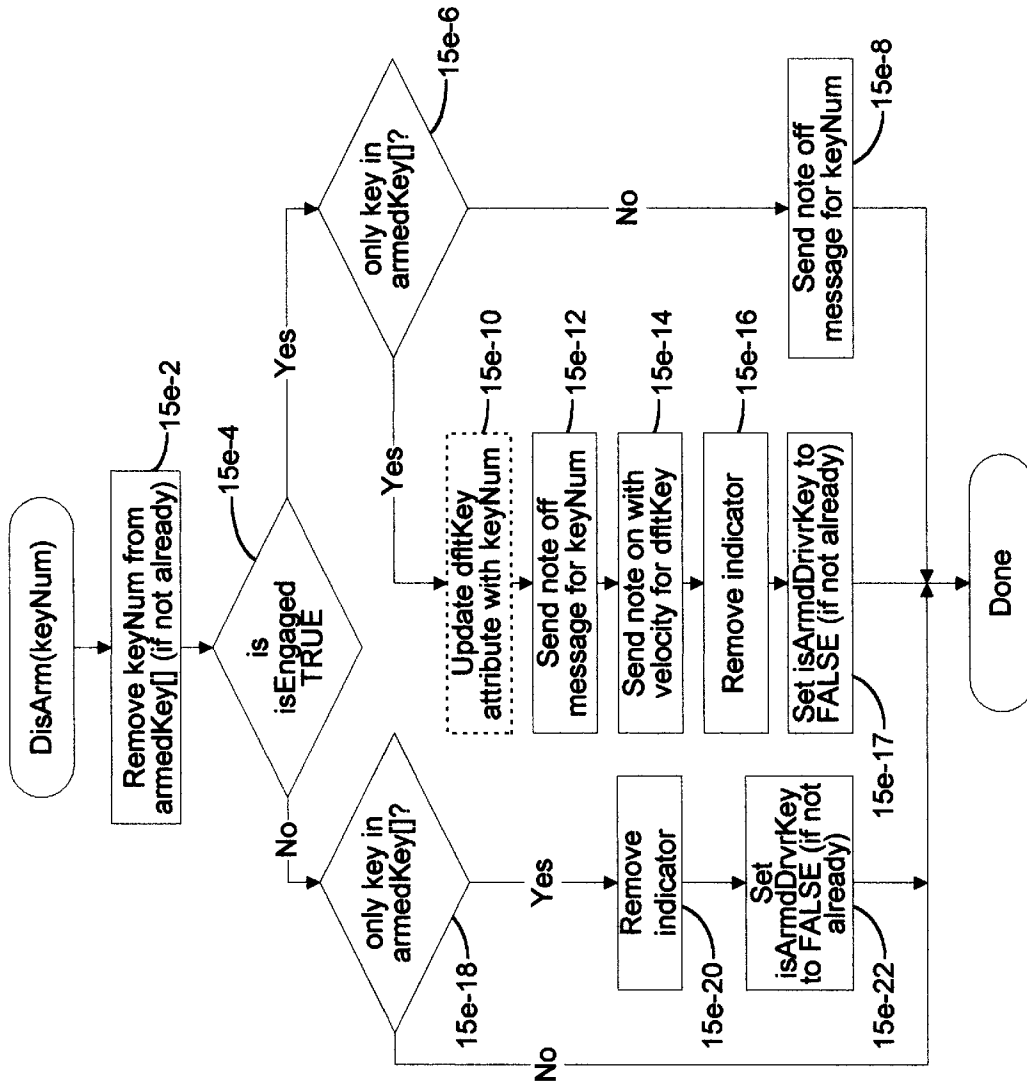 DisArm(keyNum)
Remove keyNum from
armedKey[] (if not already)
15e-2
is
isEngaged
TRUE
15e-4
Yes
No
only key in
armedKey[]?
15e-6
Yes
No
Update dfltKey
attribute with keyNum
15e-10
Send note off
message for keyNum
15e-12
Send note on with
velocity for dfltKey
15e-14
Remove indicator
15e-16
Set isArmdDrivrKey to
FALSE (if not already)
15e-17
Send note off
message for keyNum
15e-8
only key in
armedKey[]?
15e-18
Yes
No
Remove
indicator
15e-20
Set
isArmdDrvrKey
to FALSE (if not
already)
15e-22
Done